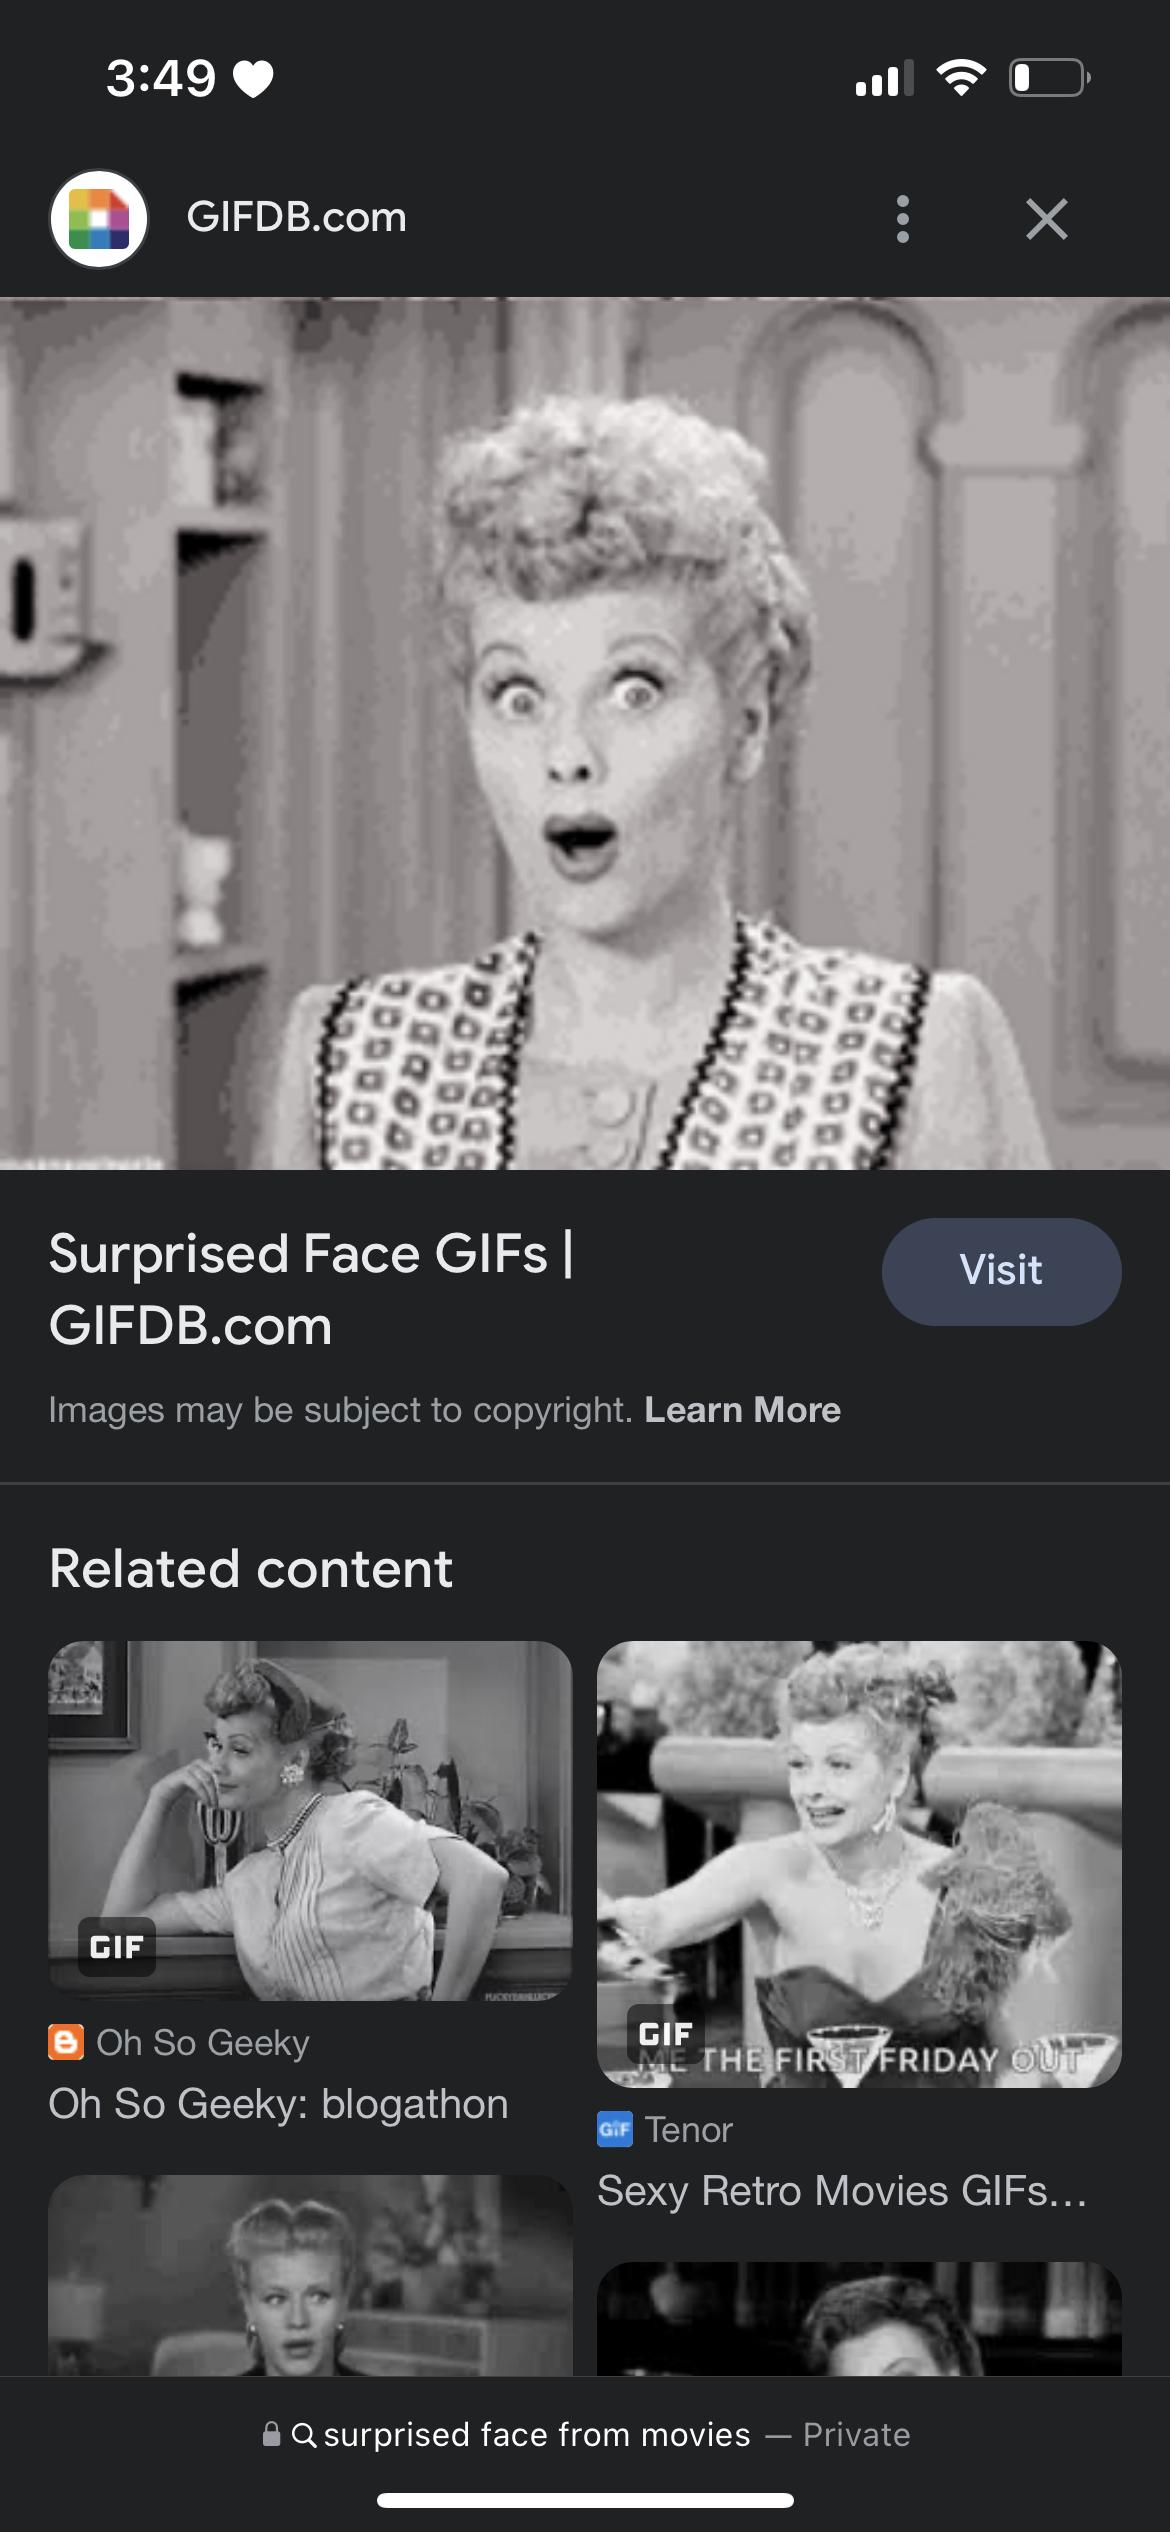 3:49
GIFDB.com
Surprised Face GIFs |
GIFDB.com
Visit
Images may be subject to copyright. Learn More
Related content
GIF
Oh So Geeky
Oh So Geeky: blogathon
GIF
ME THE FIRST FRIDAY OUT
GIF Tenor
Sexy Retro Movies GIFs...
surprised face from movies — Private